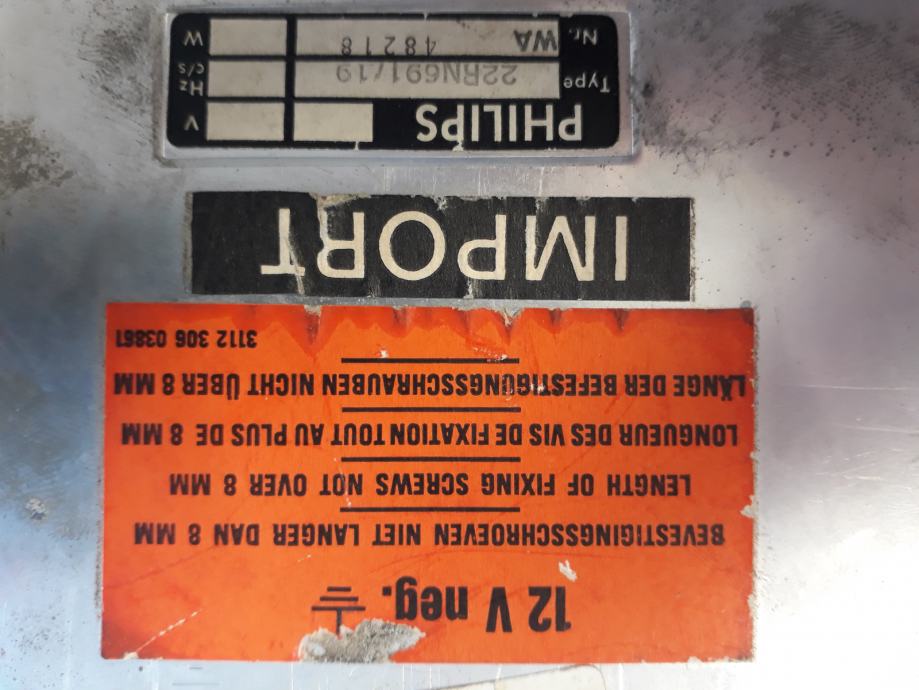 12 V neg.
BEVESTIGINGSSCHROEVEN NIET LANGER DAN 8 MM
LENGTH OF FIXING SCREWS NOT OVER 8 MM
LONGUEUR DES VIS DE FIXATION TOUT AU PLUS DE 8 MM
LÄNGE DER BEFESTIGUNGSSCHRAUBEN NICHT ÜBER 8 MM
3112 306 03861
IMPORT
PHILIPS V
Type 22RN691/19 Hz c/s
Nr. WA 48218 W